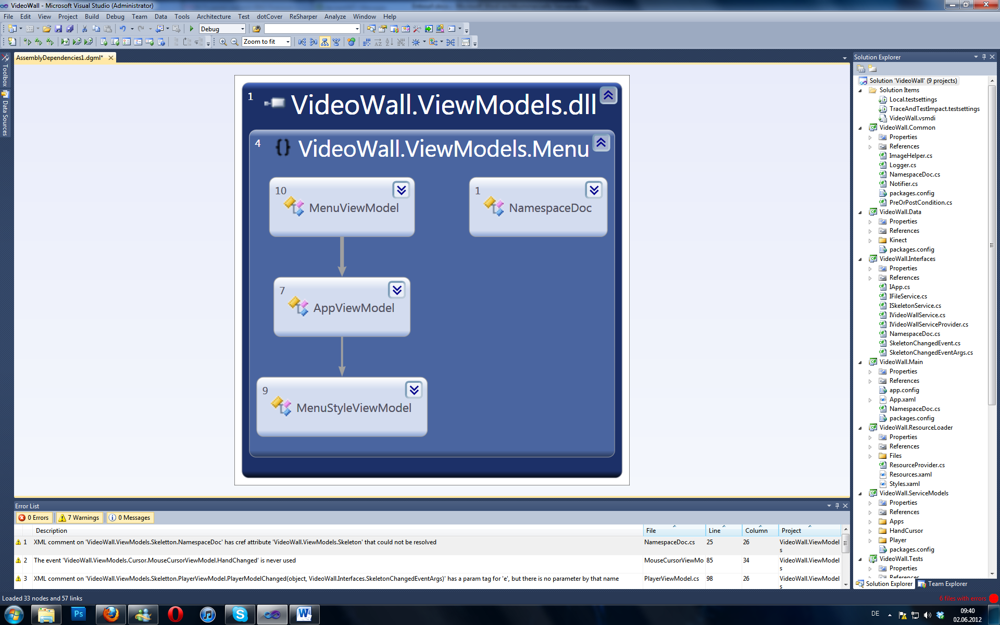 VideoWall - Microsoft Visual Studio (Administrator)
File Edit View Project Build Debug Team Data Tools Architecture Test dotCover ReSharper Analyze Window Help
Debug
Zoom to fit
Toolbox
Data Sources
AssemblyDependencies1.dgml*
1 VideoWall.ViewModels.dll
4 {} VideoWall.ViewModels.Menu
10 MenuViewModel
1 NamespaceDoc
7 AppViewModel
9 MenuStyleViewModel
Solution Explorer
Solution 'VideoWall' (9 projects)
Solution Items
Local.testsettings
TraceAndTestImpact.testsettings
VideoWall.vsmdi
VideoWall.Common
Properties
References
ImageHelper.cs
Logger.cs
NamespaceDoc.cs
Notifier.cs
packages.config
PreOrPostCondition.cs
VideoWall.Data
Properties
References
Kinect
packages.config
VideoWall.Interfaces
Properties
References
IApp.cs
IFileService.cs
ISkeletonService.cs
IVideoWallService.cs
IVideoWallServiceProvider.cs
NamespaceDoc.cs
SkeletonChangedEvent.cs
SkeletonChangedEventArgs.cs
VideoWall.Main
Properties
References
app.config
App.xaml
NamespaceDoc.cs
packages.config
VideoWall.ResourceLoader
Properties
References
Files
ResourceProvider.cs
Resources.xaml
Styles.xaml
VideoWall.ServiceModels
Properties
References
Apps
HandCursor
Player
packages.config
VideoWall.Tests
Properties
References
Solution Explorer Team Explorer
Error List
0 Errors 7 Warnings 0 Messages
Description File Line Column Project
1 XML comment on 'VideoWall.ViewModels.Skeletton.NamespaceDoc' has cref attribute 'VideoWall.ViewModels.Skeleton' that could not be resolved NamespaceDoc.cs 25 26 VideoWall.ViewModel
s
2 The event 'VideoWall.ViewModels.Cursor.MouseCursorViewModel.HandChanged' is never used MouseCursorViewMo 85 34 VideoWall.ViewModel
s
3 XML comment on 'VideoWall.ViewModels.Skeletton.PlayerViewModel.PlayerModelChanged(object, VideoWall.Interfaces.SkeletonChangedEventArgs)' has a param tag for 'e', but there is no parameter by that name PlayerViewModel.cs 98 26 VideoWall.ViewModel
s
Loaded 33 nodes and 57 links
6 files with errors
Ps
DE
09:40
02.06.2012